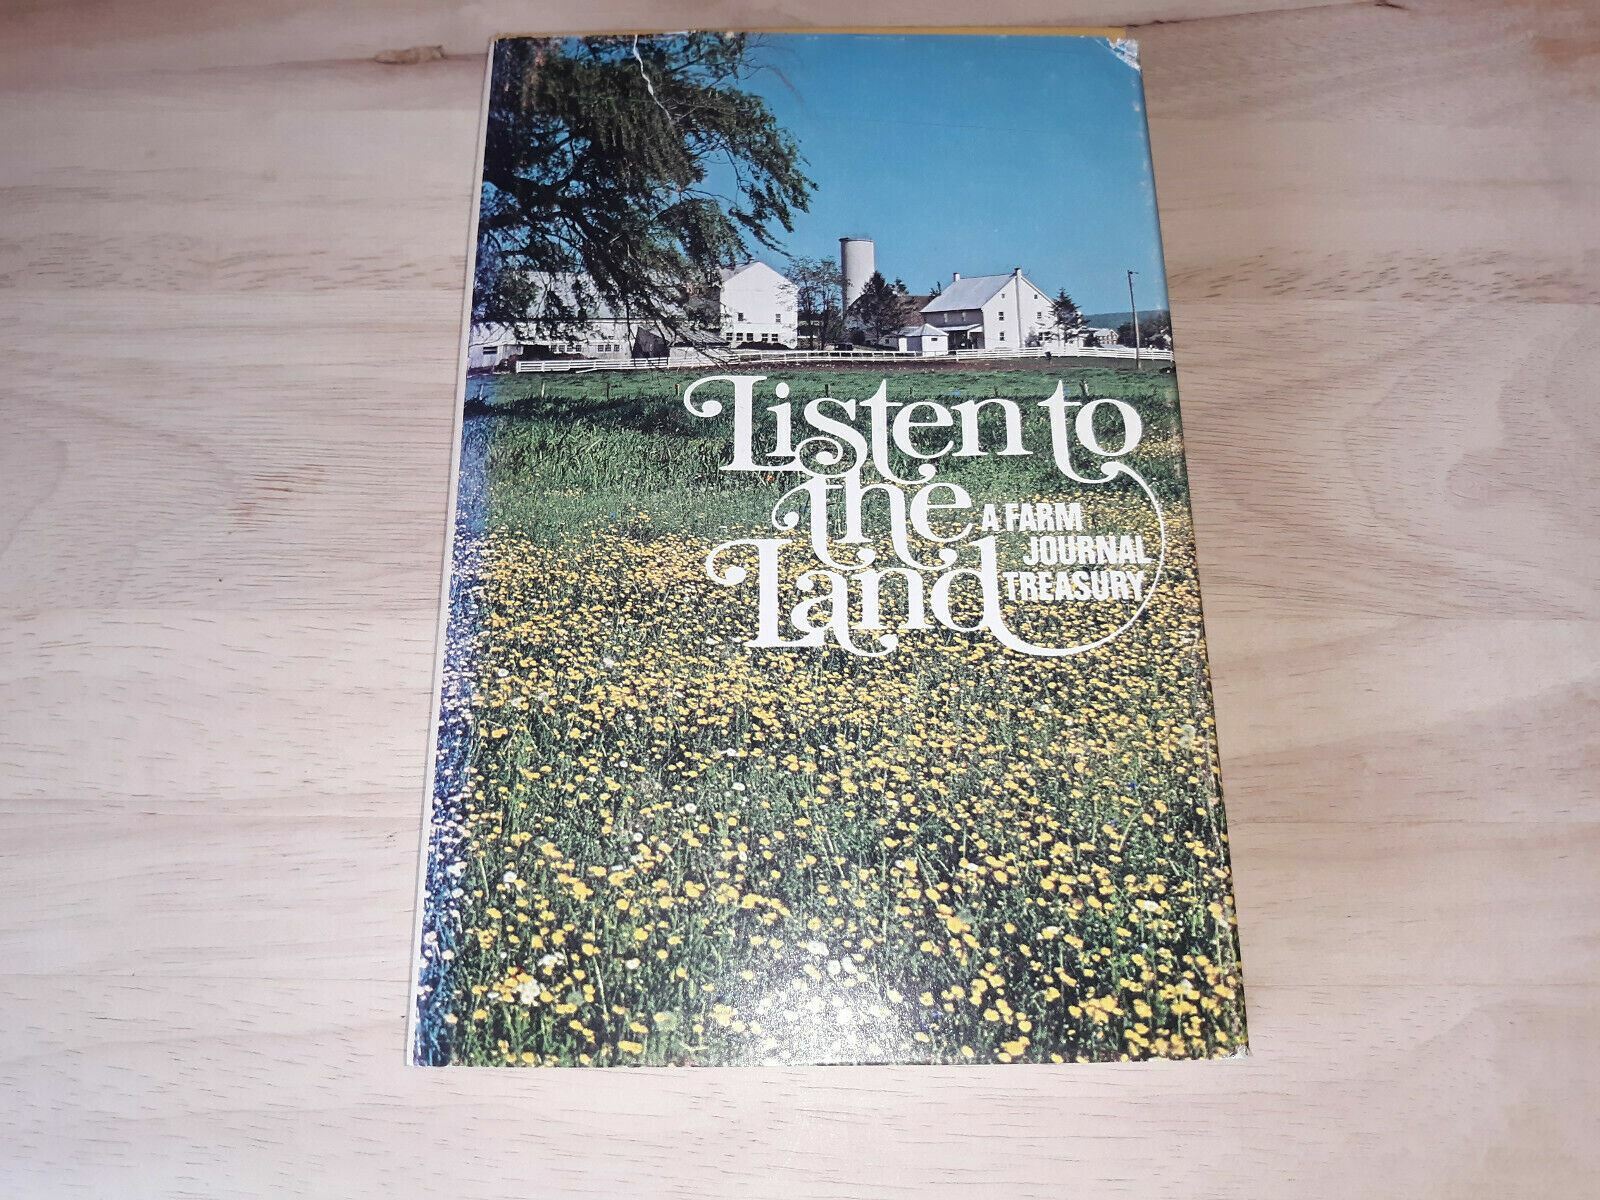 Listen to
the
Land
A FARM
JOURNAL
TREASURY